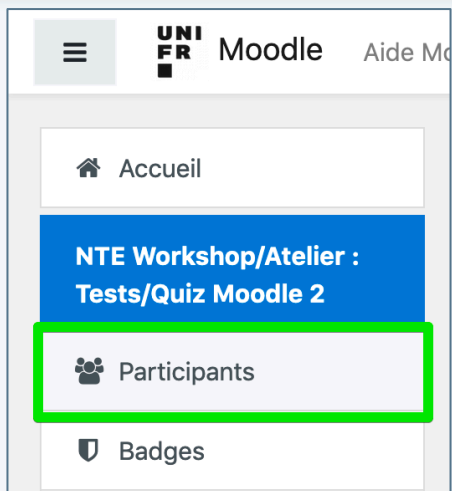 UNI
FR Moodle Aide Mo
Accueil
NTE Workshop/Atelier :
Tests/Quiz Moodle 2
Participants
Badges